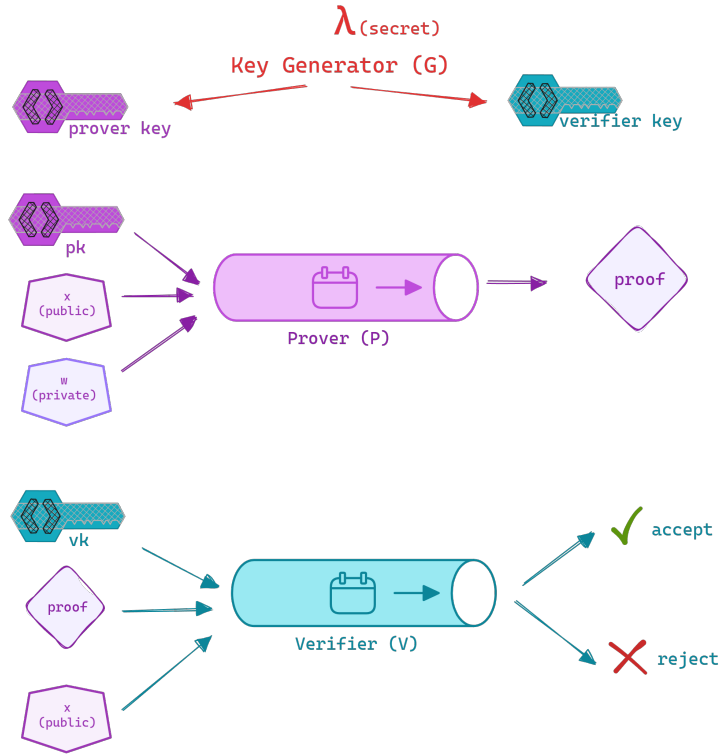 λ(secret)
Key Generator (G)
prover key
verifier key
pk
x
(public)
w
(private)
Prover (P)
proof
vk
proof
x
(public)
Verifier (V)
accept
reject